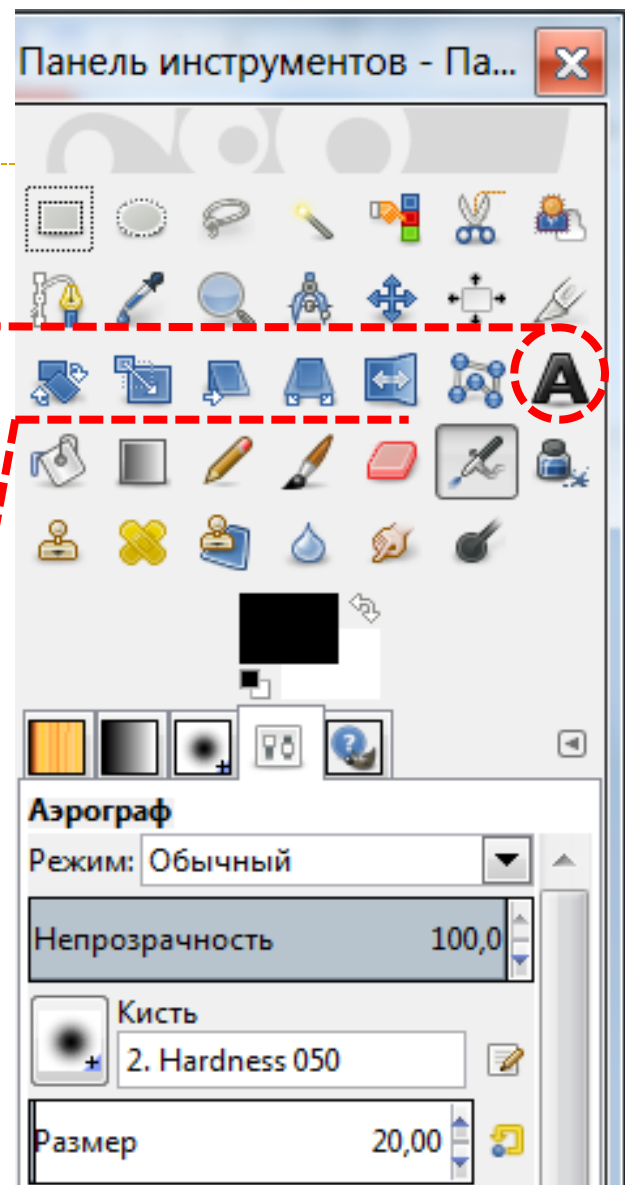 Панель инструментов - Па...
A
Аэрограф
Режим: Обычный
Непрозрачность 100,0
Кисть
2. Hardness 050
Размер 20,00